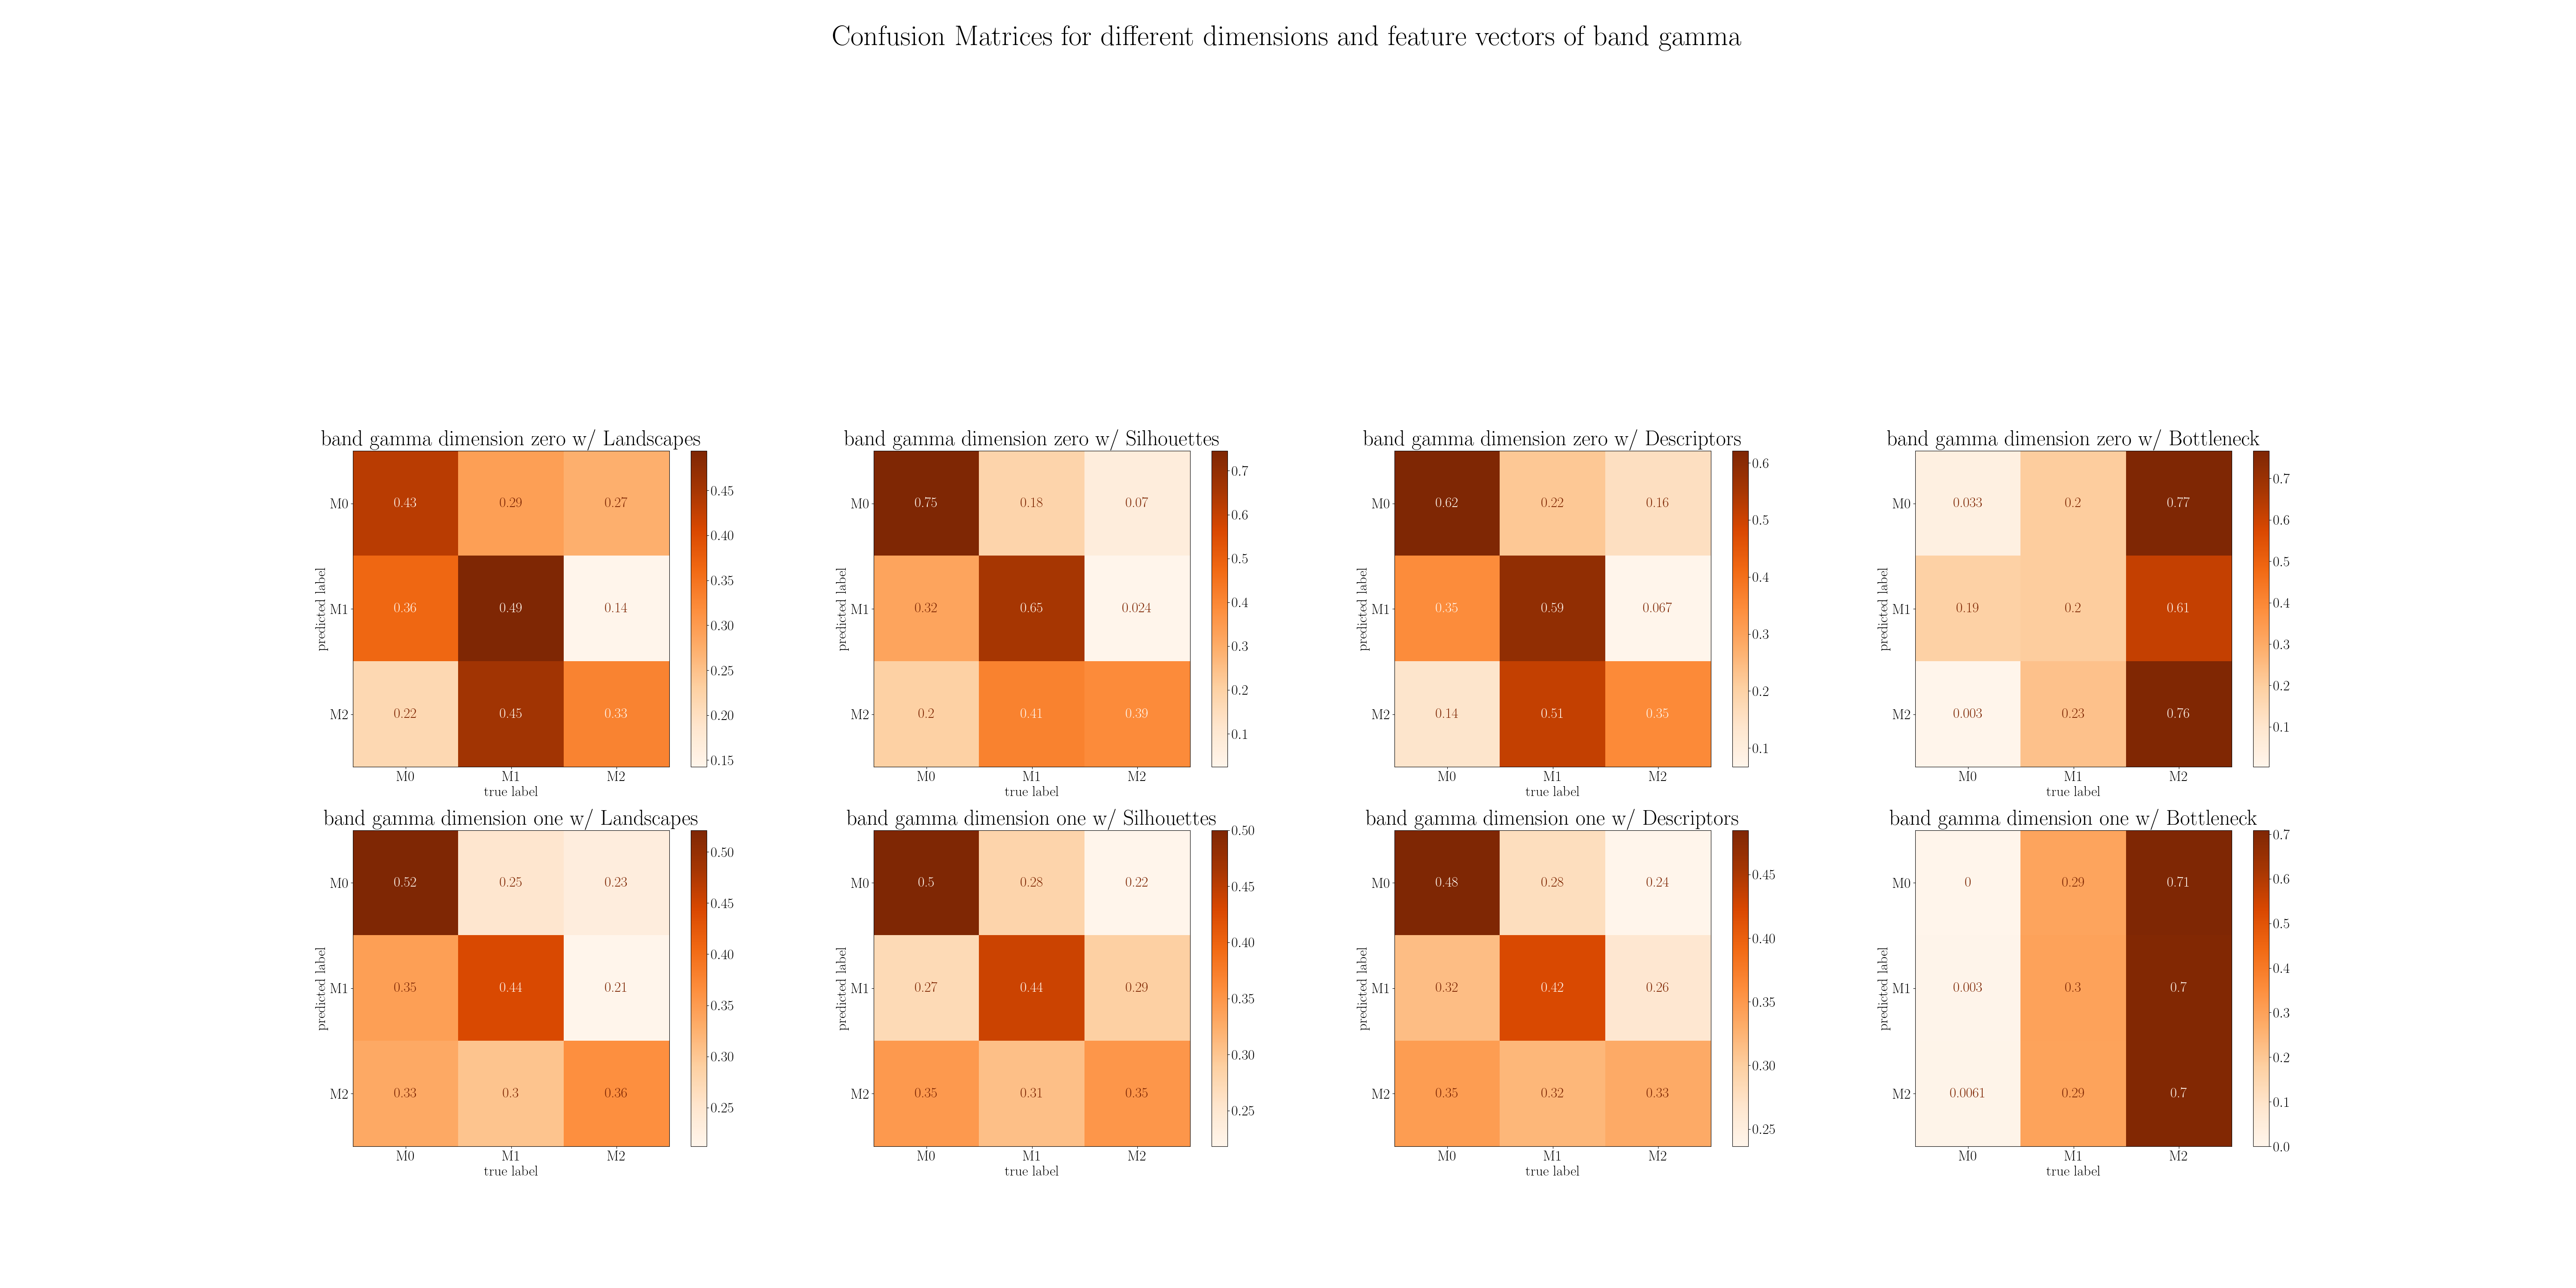 Confusion Matrices for different dimensions and feature vectors of band gamma
band gamma dimension zero w/ Landscapes
predicted label
M0 0.43 0.29 0.27
M1 0.36 0.49 0.14
M2 0.22 0.45 0.33
M0 M1 M2
true label
0.45
0.40
0.35
0.30
0.25
0.20
0.15
band gamma dimension zero w/ Silhouettes
predicted label
M0 0.75 0.18 0.07
M1 0.32 0.65 0.024
M2 0.2 0.41 0.39
M0 M1 M2
true label
0.7
0.6
0.5
0.4
0.3
0.2
0.1
band gamma dimension zero w/ Descriptors
predicted label
M0 0.62 0.22 0.16
M1 0.35 0.59 0.067
M2 0.14 0.51 0.35
M0 M1 M2
true label
0.6
0.5
0.4
0.3
0.2
0.1
band gamma dimension zero w/ Bottleneck
predicted label
M0 0.033 0.2 0.77
M1 0.19 0.2 0.61
M2 0.003 0.23 0.76
M0 M1 M2
true label
0.7
0.6
0.5
0.4
0.3
0.2
0.1
band gamma dimension one w/ Landscapes
predicted label
M0 0.52 0.25 0.23
M1 0.35 0.44 0.21
M2 0.33 0.3 0.36
M0 M1 M2
true label
0.50
0.45
0.40
0.35
0.30
0.25
band gamma dimension one w/ Silhouettes
predicted label
M0 0.5 0.28 0.22
M1 0.27 0.44 0.29
M2 0.35 0.31 0.35
M0 M1 M2
true label
0.50
0.45
0.40
0.35
0.30
0.25
band gamma dimension one w/ Descriptors
predicted label
M0 0.48 0.28 0.24
M1 0.32 0.42 0.26
M2 0.35 0.32 0.33
M0 M1 M2
true label
0.45
0.40
0.35
0.30
0.25
band gamma dimension one w/ Bottleneck
predicted label
M0 0 0.29 0.71
M1 0.003 0.3 0.7
M2 0.0061 0.29 0.7
M0 M1 M2
true label
0.7
0.6
0.5
0.4
0.3
0.2
0.1
0.0